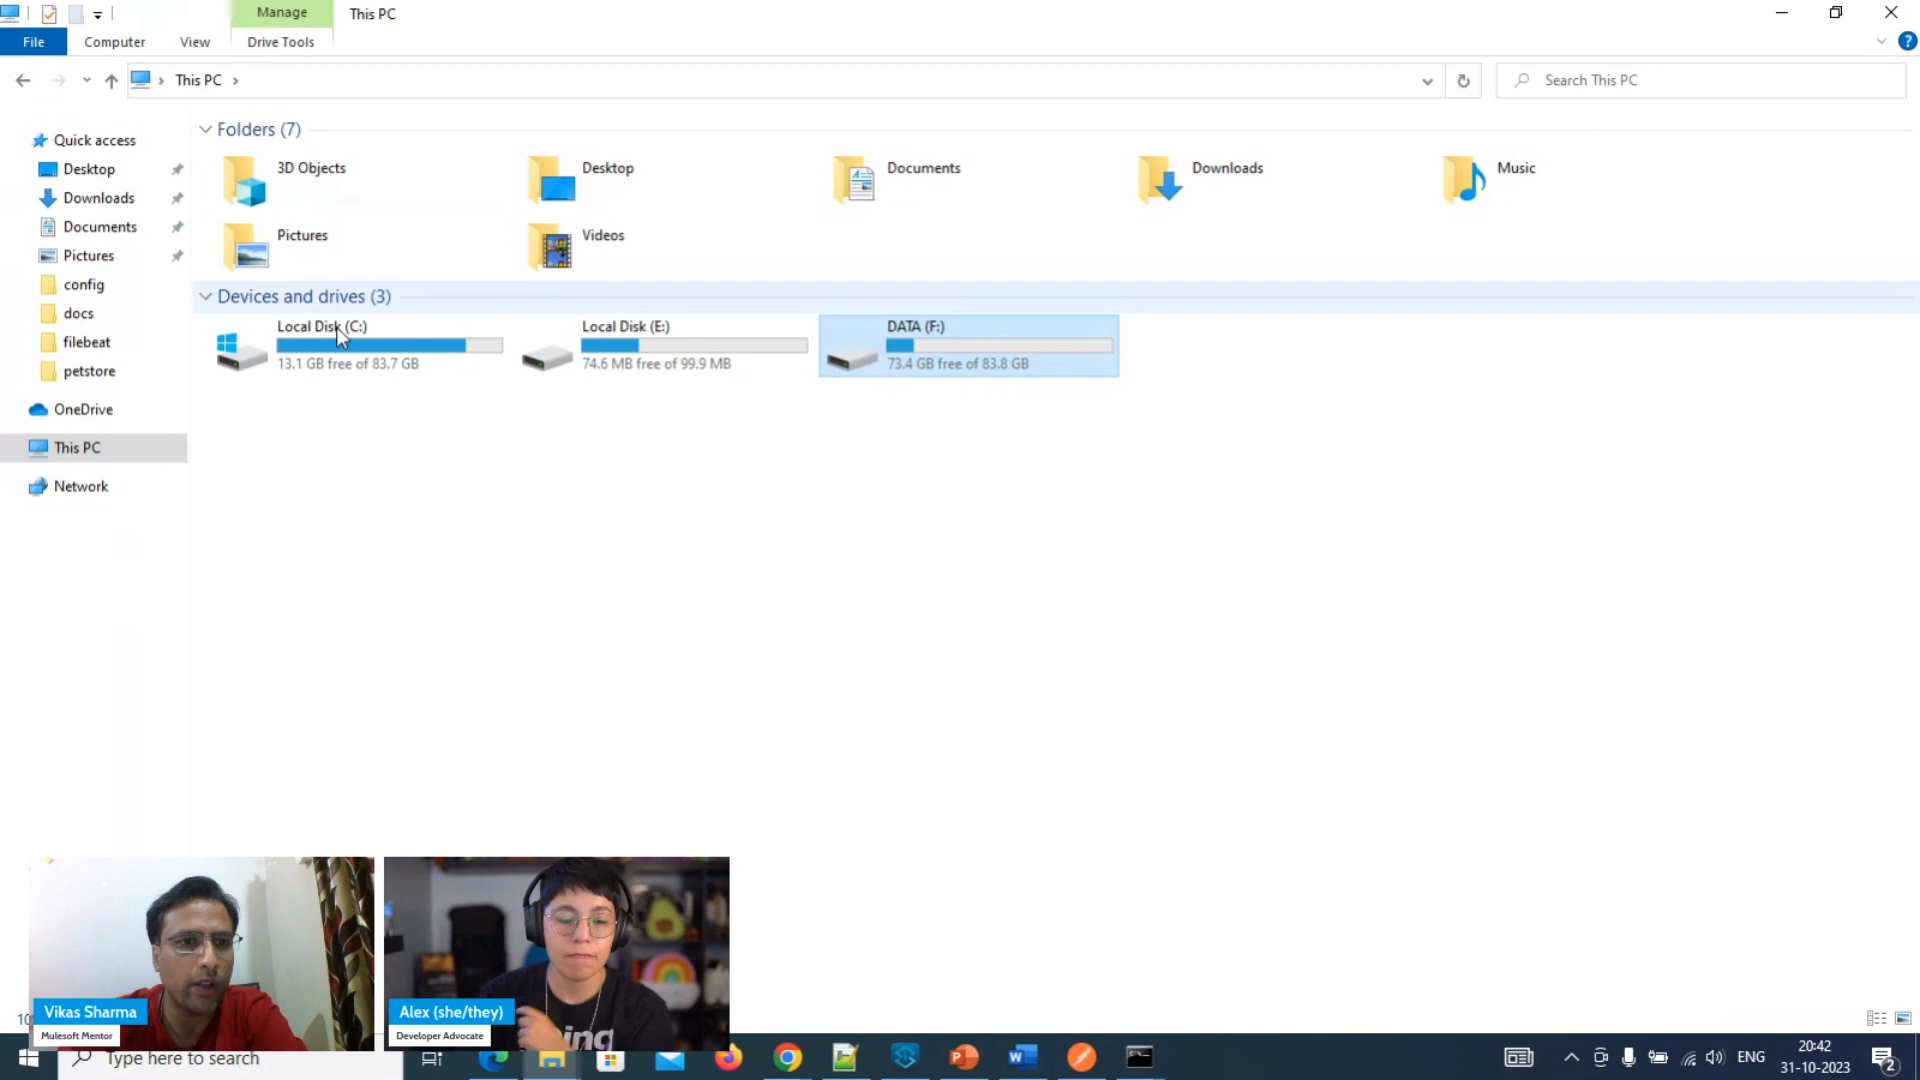 Manage
This PC
File
Computer
View
Drive Tools
This PC
Search This PC
Quick access
Desktop
Downloads
Documents
Pictures
config
docs
filebeat
petstore
OneDrive
This PC
Network
Folders (7)
3D Objects
Desktop
Documents
Downloads
Music
Pictures
Videos
Devices and drives (3)
Local Disk (C:)
13.1 GB free of 83.7 GB
Local Disk (E:)
74.6 MB free of 99.9 MB
DATA (F:)
73.4 GB free of 83.8 GB
Vikas Sharma
Mulesoft Mentor
Alex (she/they)
Developer Advocate
Type here to search
ENG
20:42
31-10-2023
2